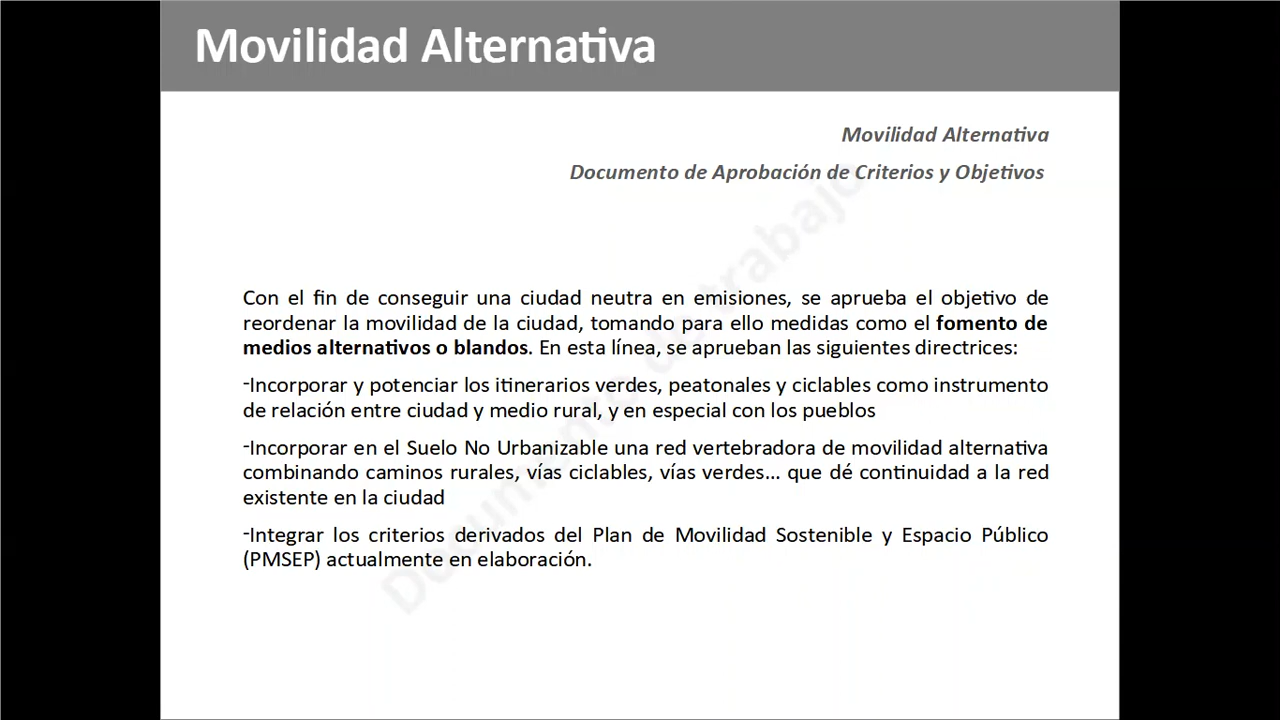 Movilidad Alternativa
Movilidad Alternativa
Documento de Aprobación de Criterios y Objetivos
Con el fin de conseguir una ciudad neutra en emisiones, se aprueba el objetivo de
reordenar la movilidad de la ciudad, tomando para ello medidas como el fomento de
medios alternativos o blandos. En esta línea, se aprueban las siguientes directrices:
-Incorporar y potenciar los itinerarios verdes, peatonales y ciclables como instrumento
de relación entre ciudad y medio rural, y en especial con los pueblos
-Incorporar en el Suelo No Urbanizable una red vertebradora de movilidad alternativa
combinando caminos rurales, vías ciclables, vías verdes... que dé continuidad a la red
existente en la ciudad
-Integrar los criterios derivados del Plan de Movilidad Sostenible y Espacio Público
(PMSEP) actualmente en elaboración.
Documento de trabajo